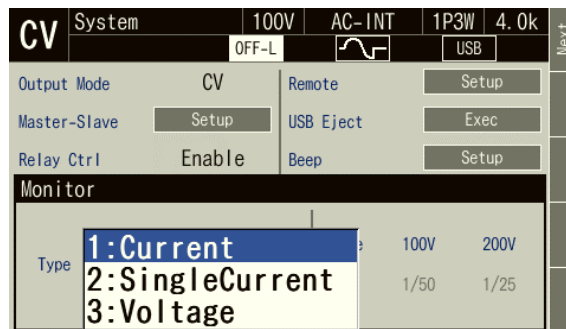 CV System 100V AC-INT 1P3W 4.0k
OFF-L USB
Next
Output Mode CV Remote Setup
Master-Slave Setup USB Eject Exec
Relay Ctrl Enable Beep Setup
Monitor
Type 1:Current 100V 200V
2:SingleCurrent 1/50 1/25
3:Voltage